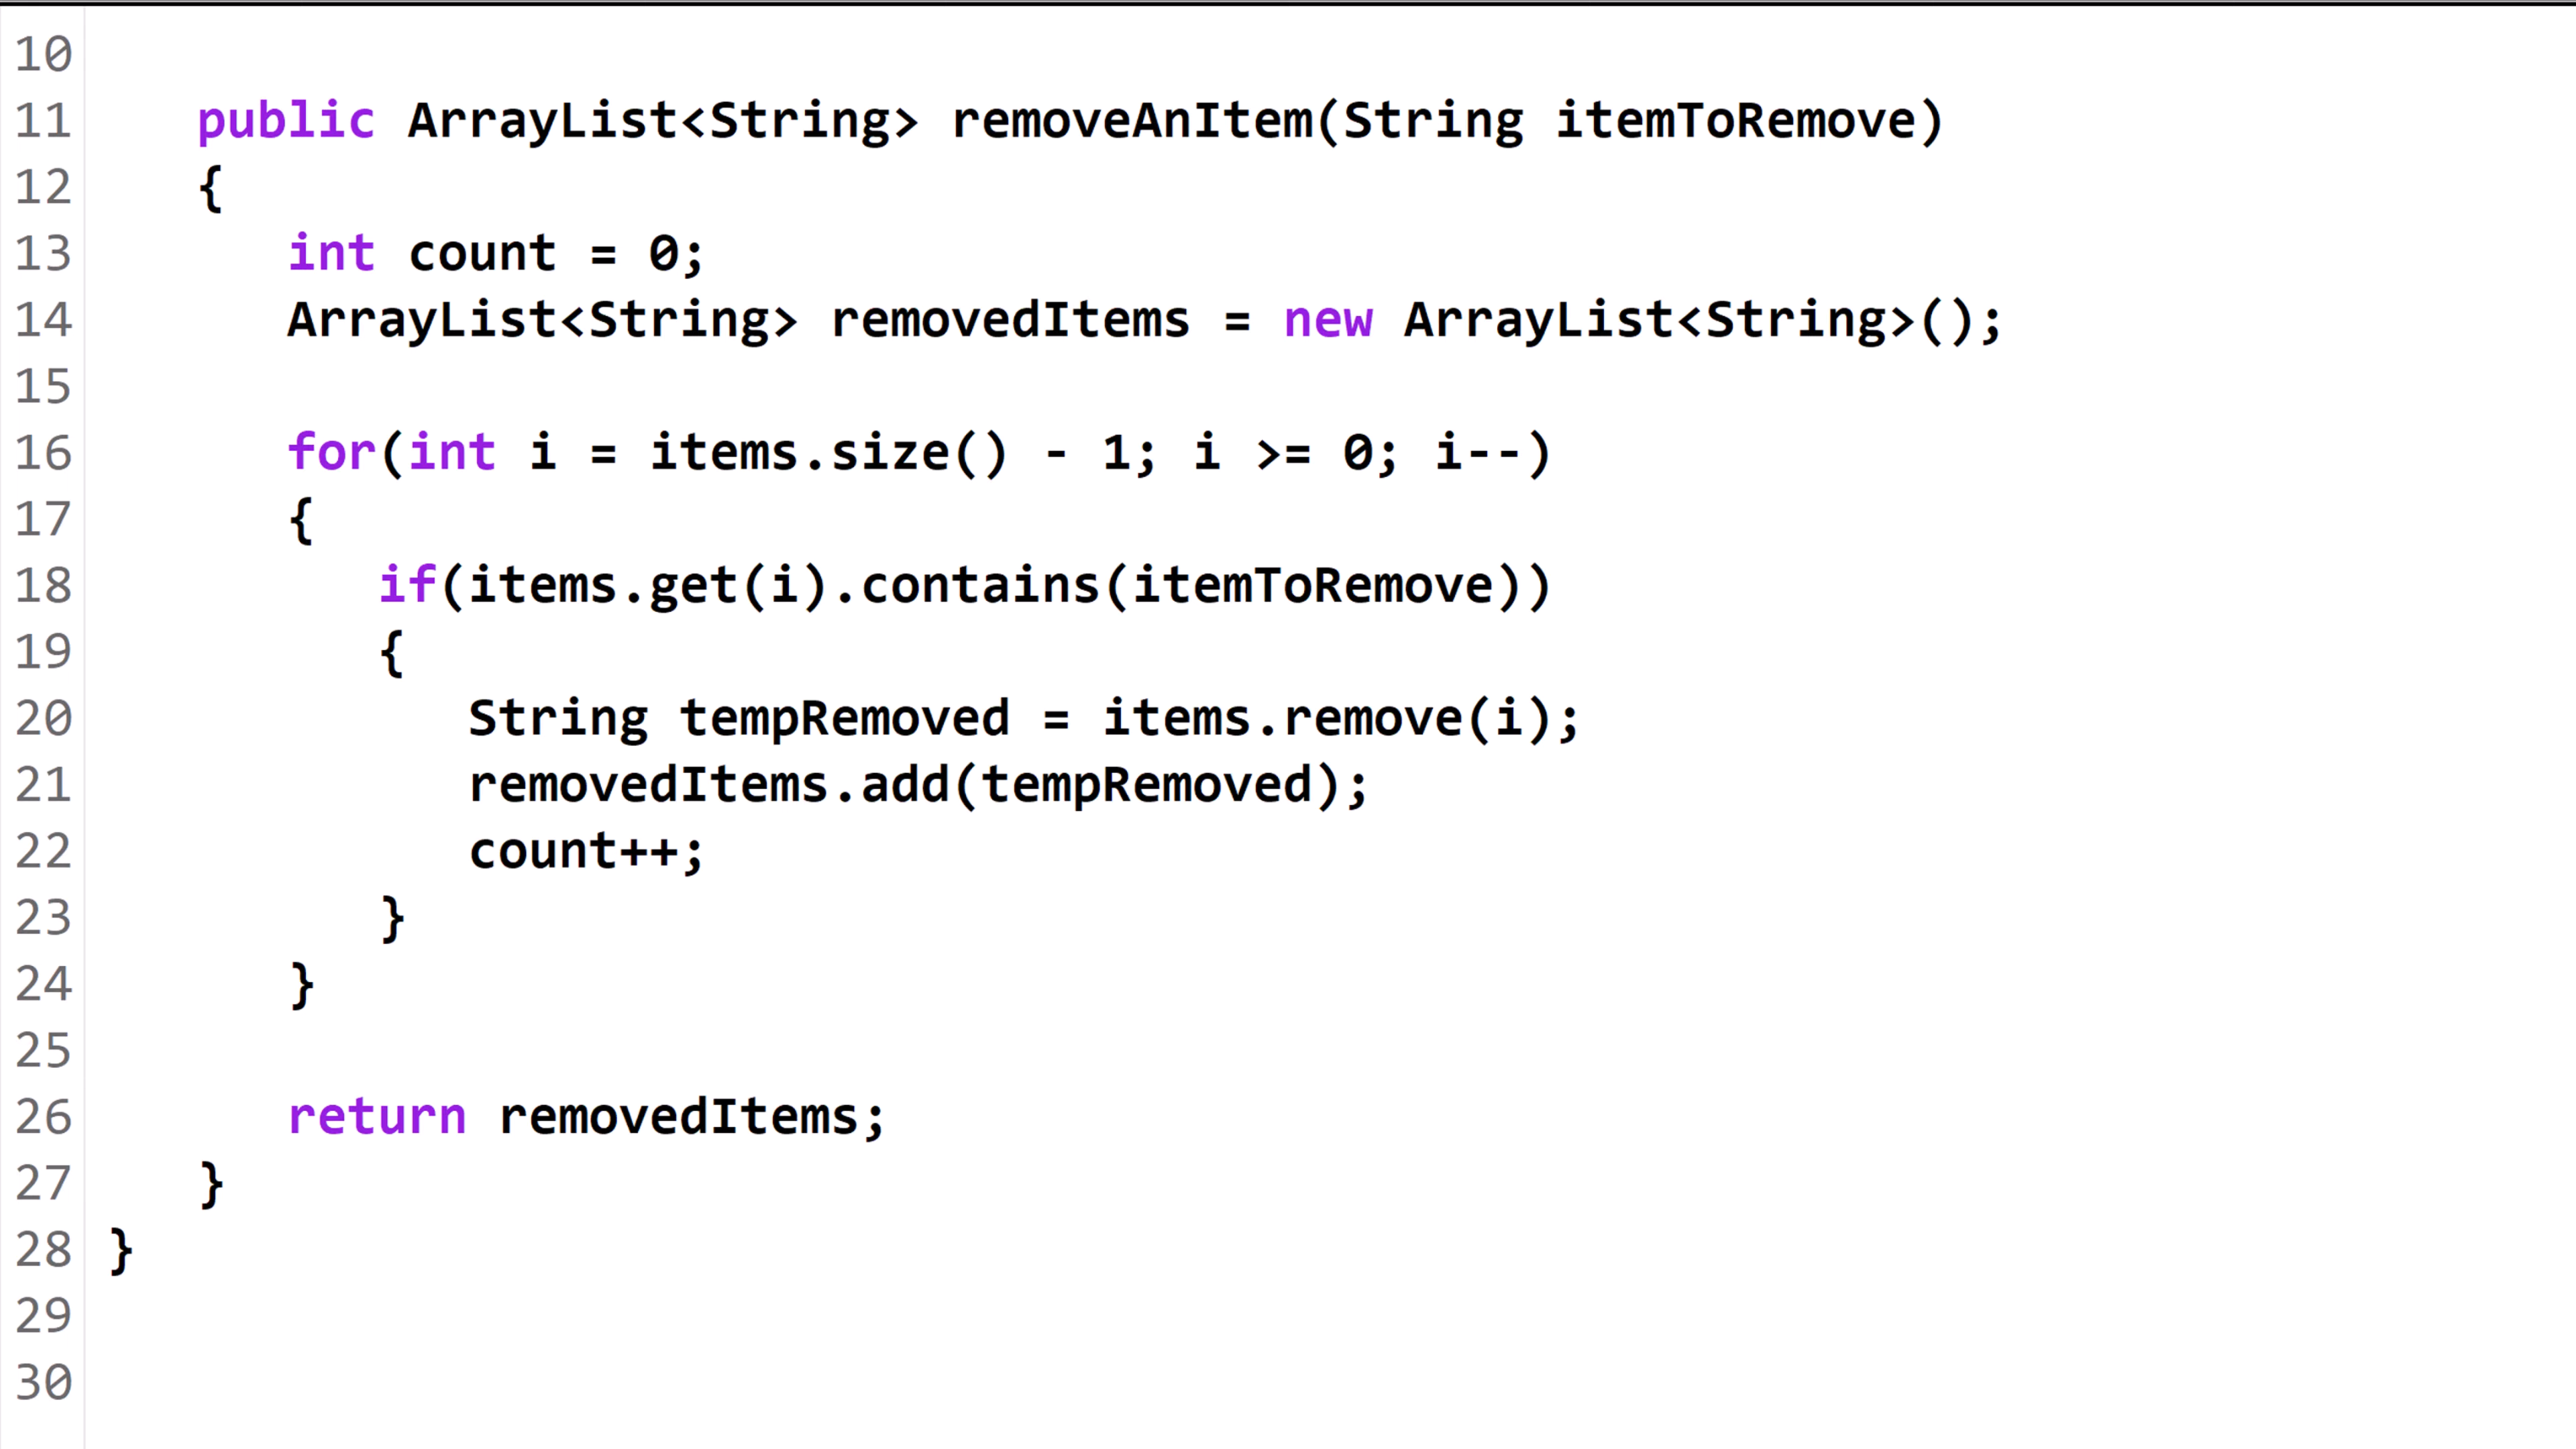 10
11 public ArrayList<String> removeAnItem(String itemToRemove)
12 {
13 int count = 0;
14 ArrayList<String> removedItems = new ArrayList<String>();
15
16 for(int i = items.size() - 1; i >= 0; i--)
17 {
18 if(items.get(i).contains(itemToRemove))
19 {
20 String tempRemoved = items.remove(i);
21 removedItems.add(tempRemoved);
22 count++;
23 }
24 }
25
26 return removedItems;
27 }
28 }
29
30